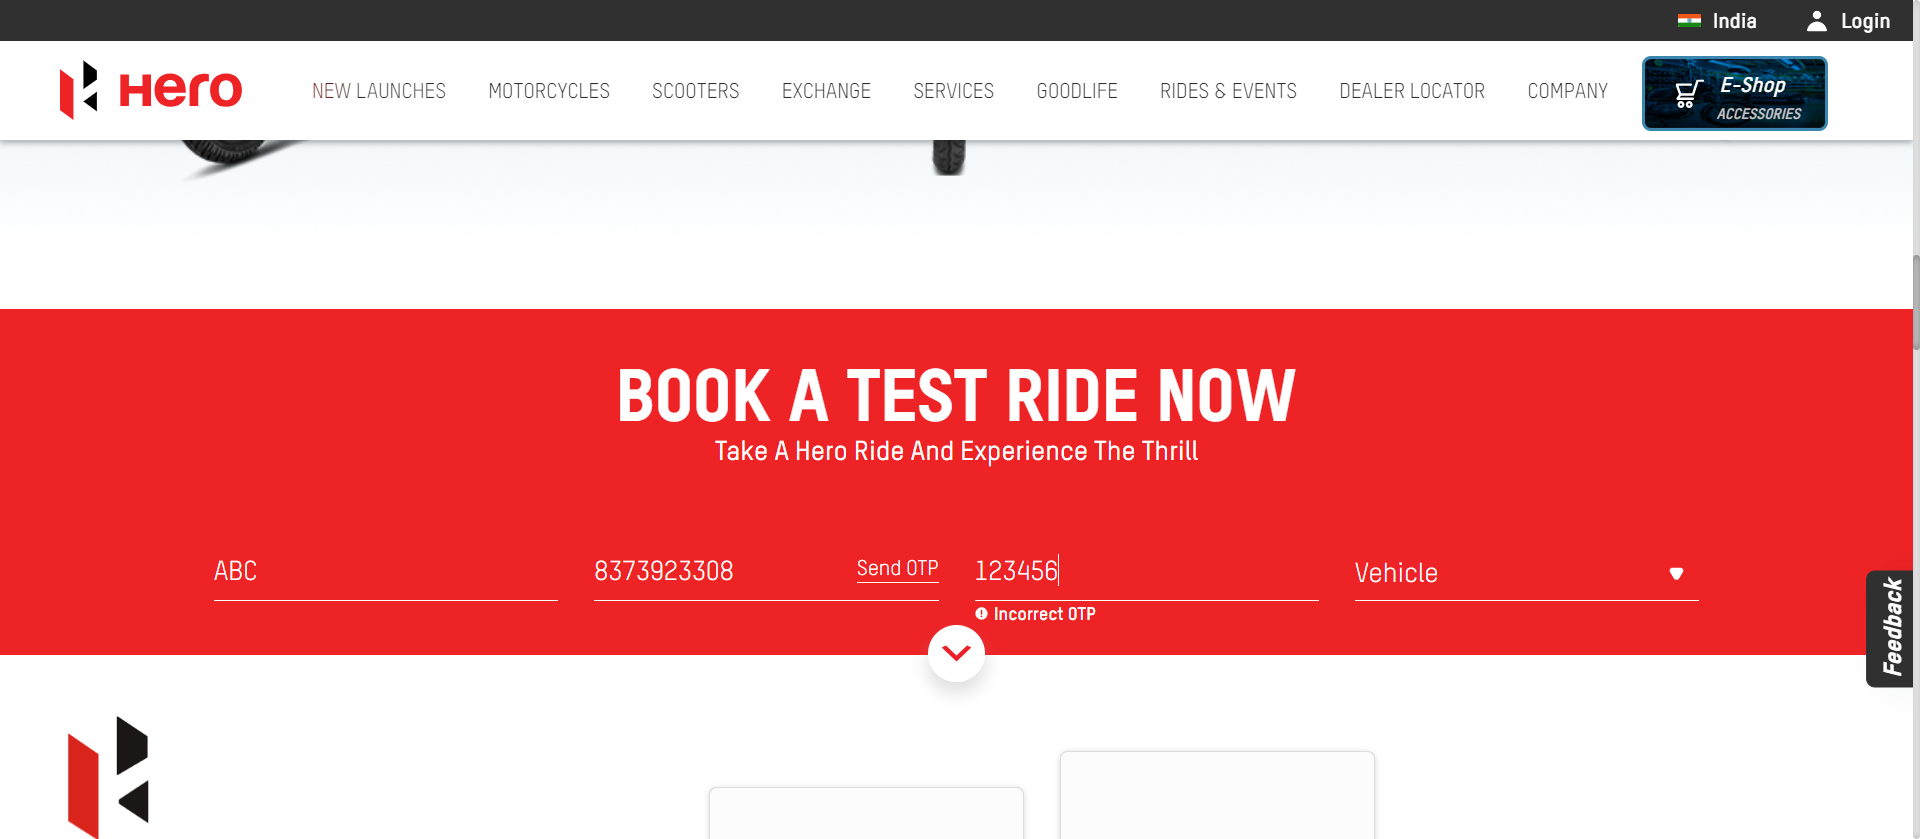 India Login
Hero NEW LAUNCHES MOTORCYCLES SCOOTERS EXCHANGE SERVICES GOODLIFE RIDES & EVENTS DEALER LOCATOR COMPANY E-Shop
ACCESSORIES
BOOK A TEST RIDE NOW
Take A Hero Ride And Experience The Thrill
ABC 8373923308 Send OTP 123456 Vehicle
Incorrect OTP
Feedback